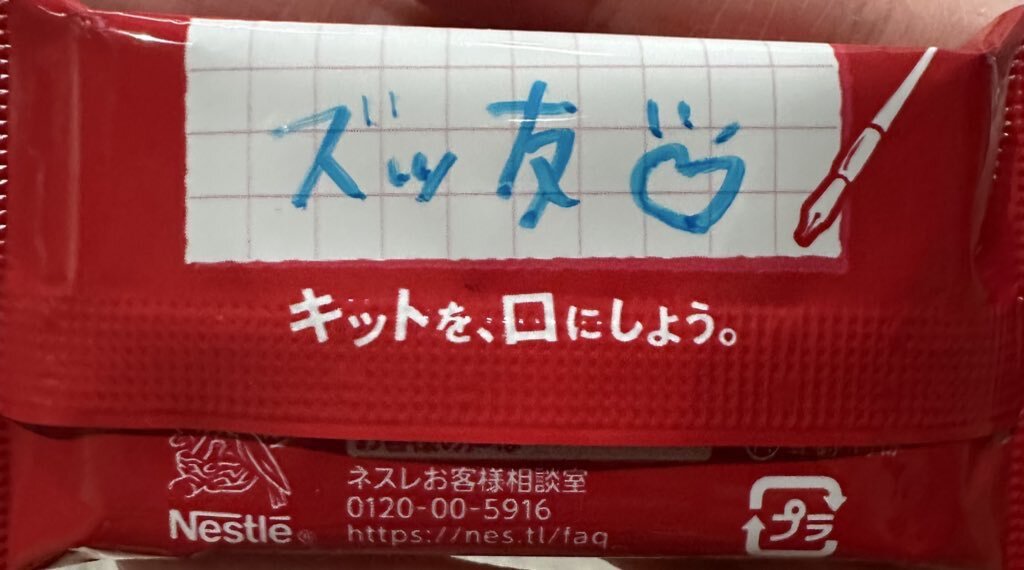 ズッ友
キットを、口にしよう。
ネスレお客様相談室
0120-00-5916
https://nes.tl/faq
Nestlé
プラ